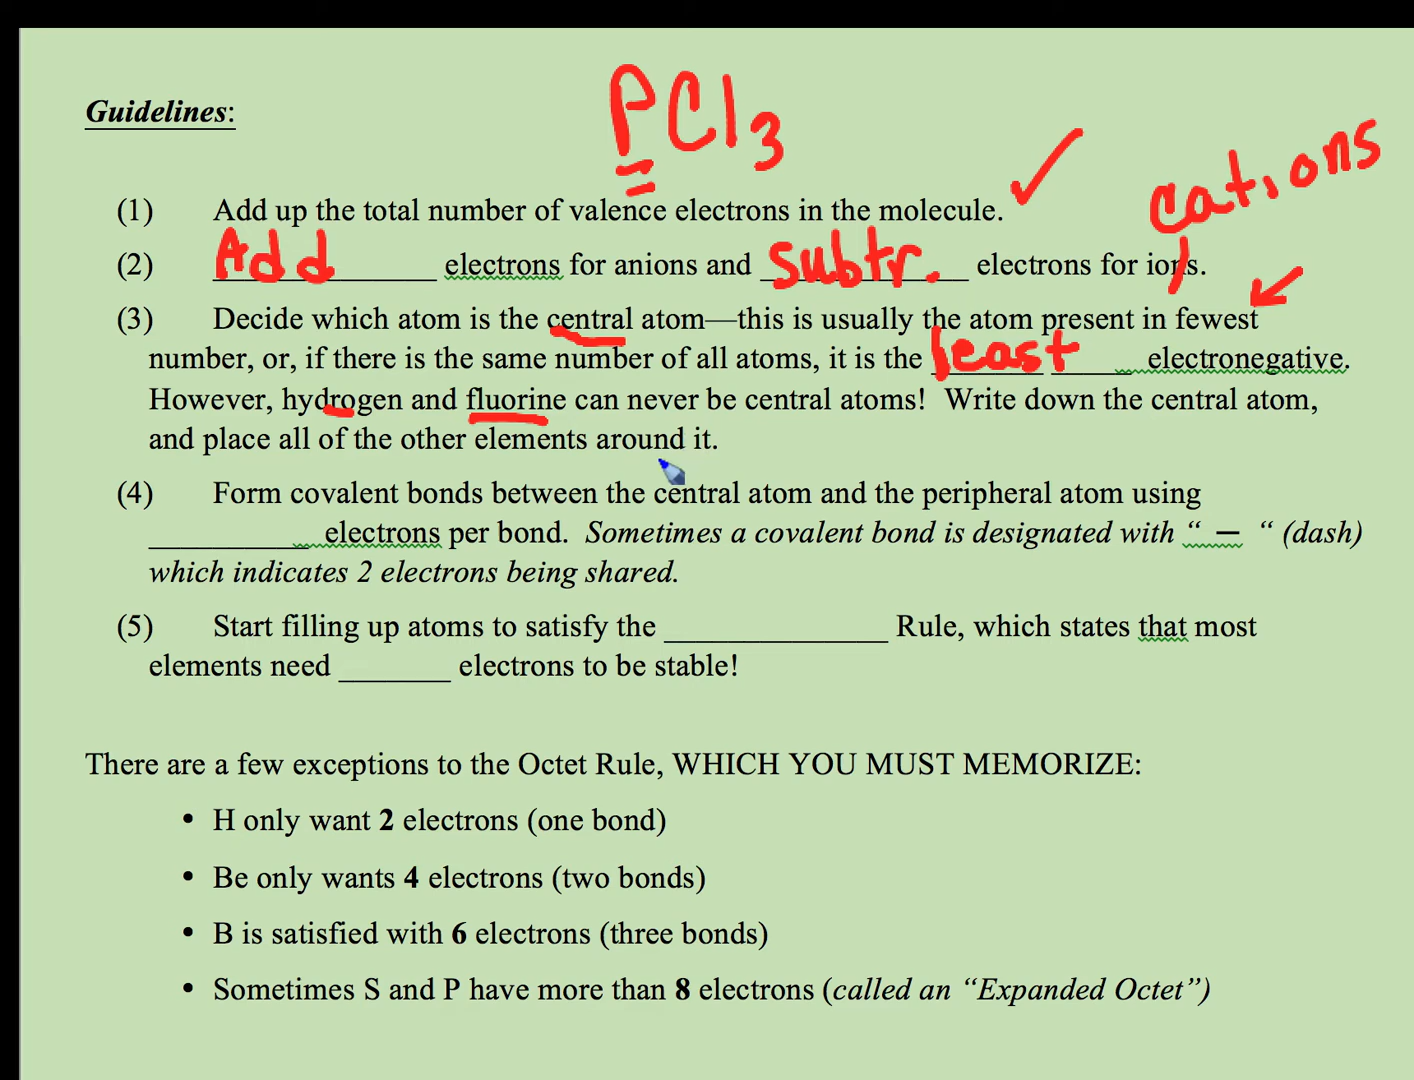 PCl3
Guidelines:
cations
(1) Add up the total number of valence electrons in the molecule.
(2) Add electrons for anions and subtr. electrons for ions.
(3) Decide which atom is the central atom—this is usually the atom present in fewest
number, or, if there is the same number of all atoms, it is the least electronegative.
However, hydrogen and fluorine can never be central atoms! Write down the central atom,
and place all of the other elements around it.
(4) Form covalent bonds between the central atom and the peripheral atom using
__________ electrons per bond. Sometimes a covalent bond is designated with “ — “ (dash)
which indicates 2 electrons being shared.
(5) Start filling up atoms to satisfy the ______________ Rule, which states that most
elements need _______ electrons to be stable!
There are a few exceptions to the Octet Rule, WHICH YOU MUST MEMORIZE:
• H only want 2 electrons (one bond)
• Be only wants 4 electrons (two bonds)
• B is satisfied with 6 electrons (three bonds)
• Sometimes S and P have more than 8 electrons (called an “Expanded Octet”)